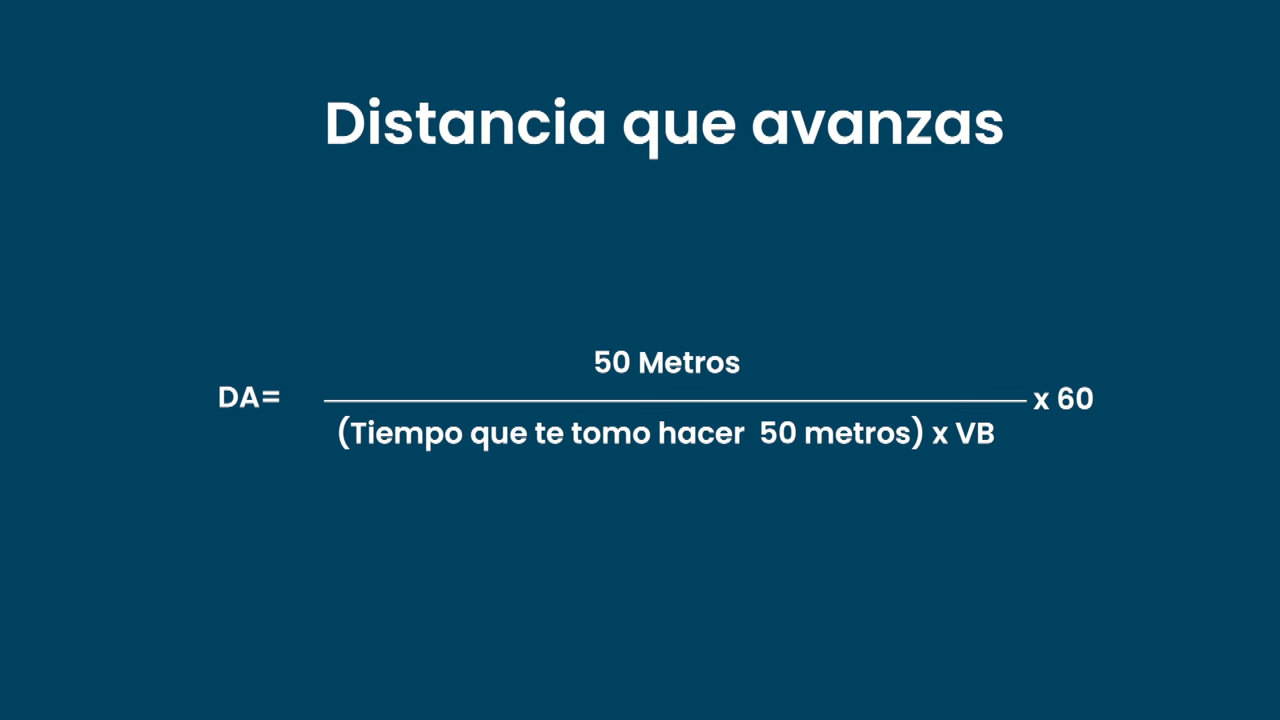 Distancia que avanzas
50 Metros
DA=
x 60
(Tiempo que te tomo hacer 50 metros) x VB